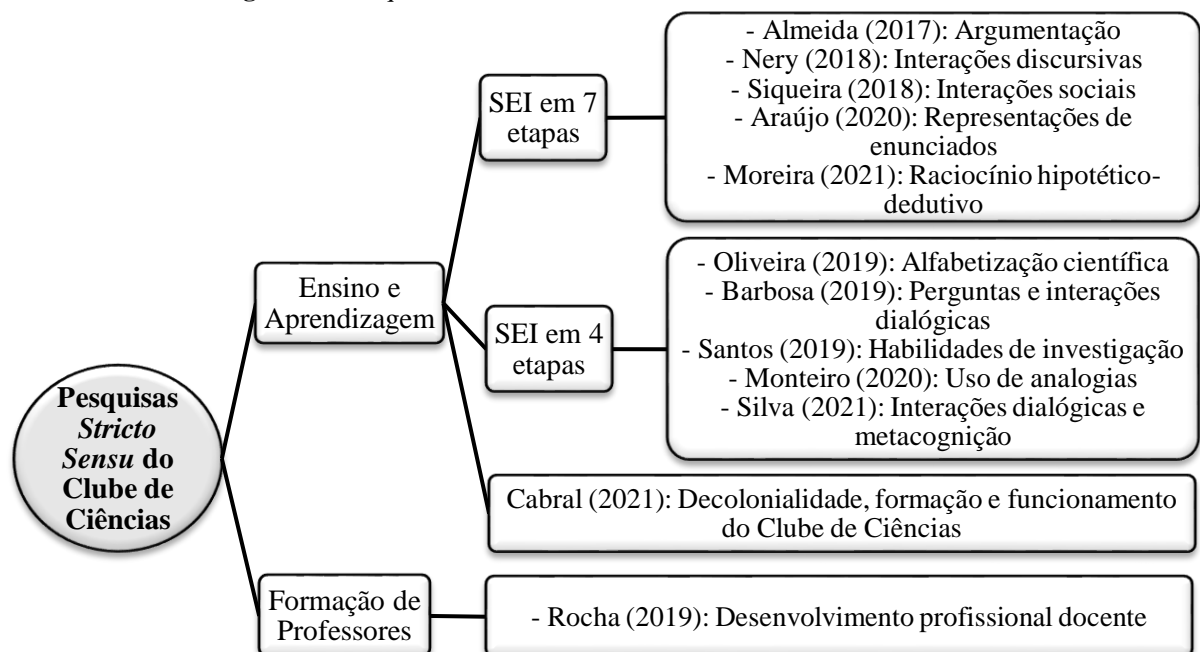 - Almeida (2017): Argumentação
- Nery (2018): Interações discursivas
- Siqueira (2018): Interações sociais
- Araújo (2020): Representações de
enunciados
- Moreira (2021): Raciocínio hipotético-
dedutivo
SEI em 7
etapas
- Oliveira (2019): Alfabetização científica
- Barbosa (2019): Perguntas e interações
dialógicas
- Santos (2019): Habilidades de investigação
- Monteiro (2020): Uso de analogias
- Silva (2021): Interações dialógicas e
metacognição
Ensino e
Aprendizagem
SEI em 4
etapas
Pesquisas
Stricto
Sensu do
Clube de
Ciências
Cabral (2021): Decolonialidade, formação e funcionamento
do Clube de Ciências
Formação de
Professores
- Rocha (2019): Desenvolvimento profissional docente